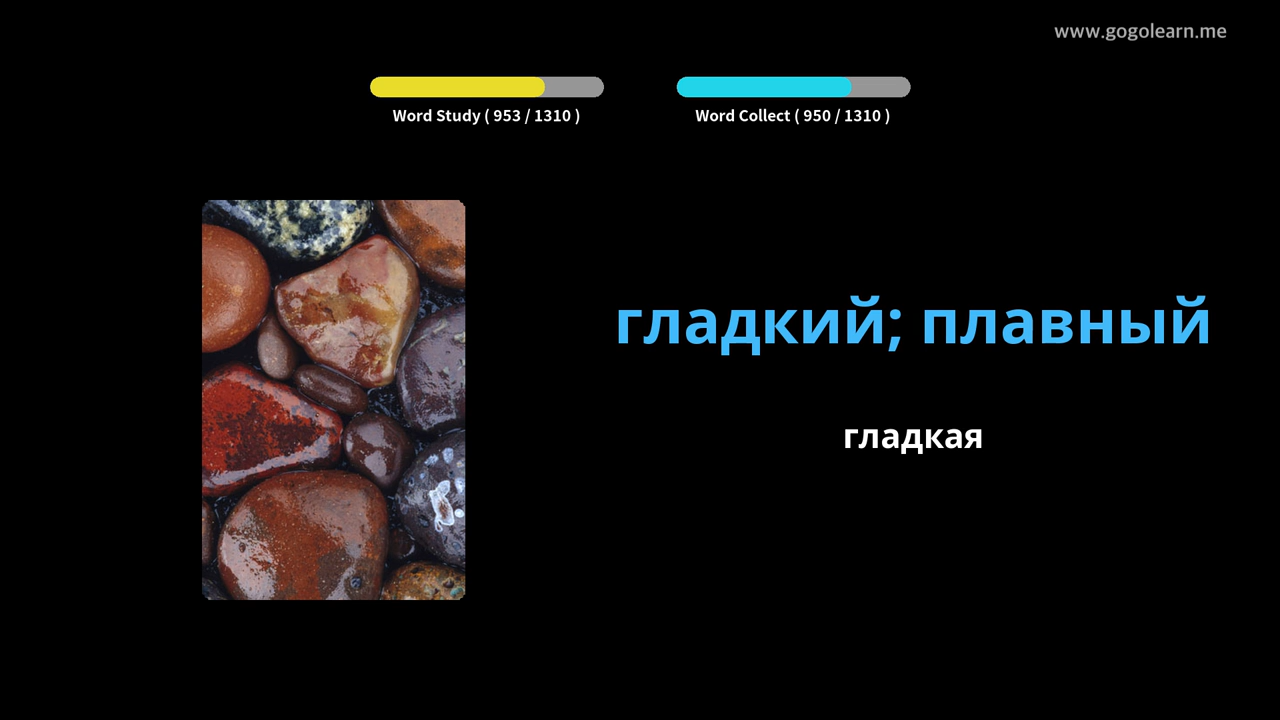 www.gogolearn.me
Word Study ( 953 / 1310 )
Word Collect ( 950 / 1310 )
гладкий; плавный
гладкая